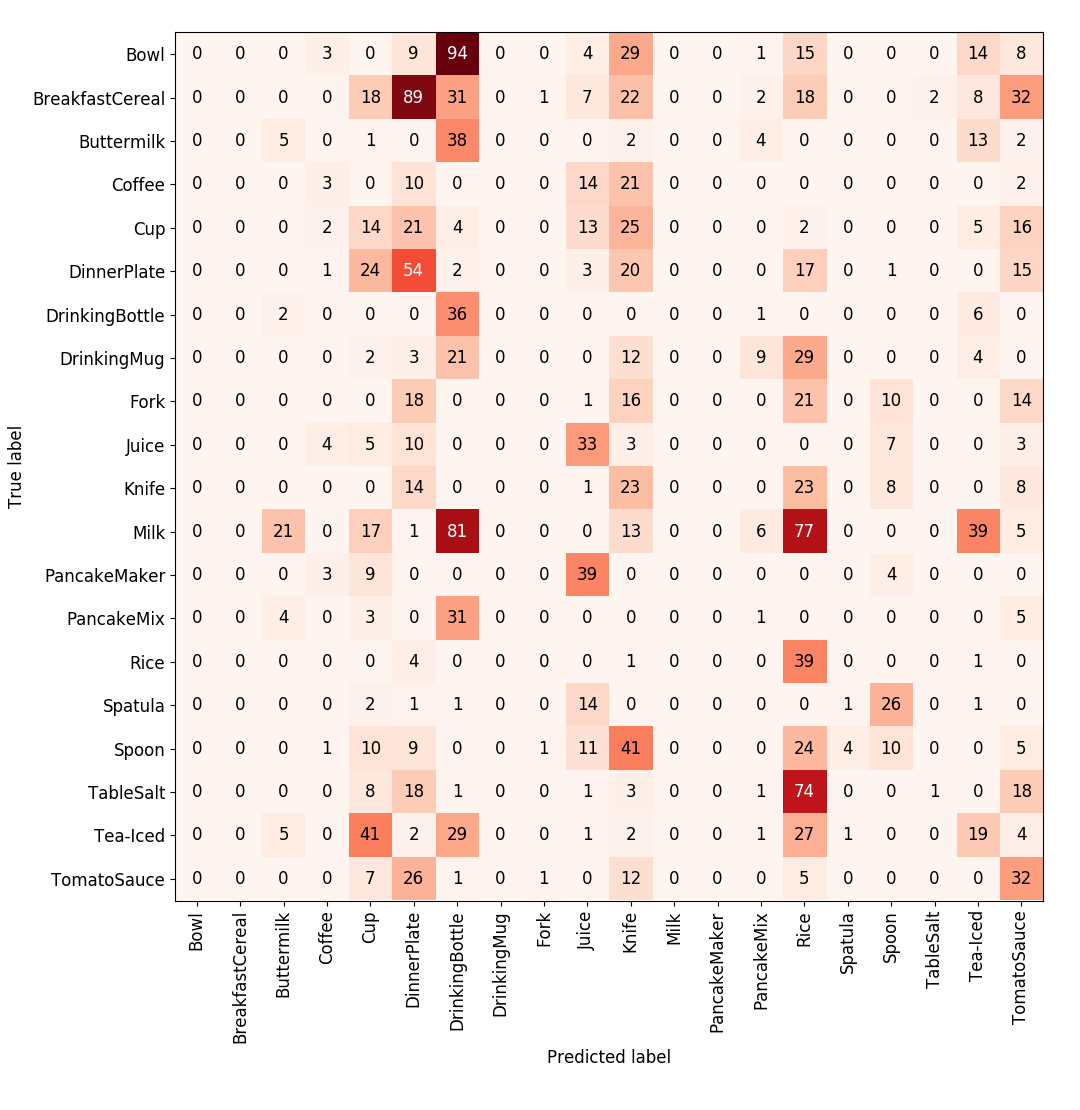 Bowl 0 0 0 3 0 9 94 0 0 4 29 0 0 1 15 0 0 0 14 8
BreakfastCereal 0 0 0 0 18 89 31 0 1 7 22 0 0 2 18 0 0 2 8 32
Buttermilk 0 0 5 0 1 0 38 0 0 0 2 0 0 4 0 0 0 0 13 2
Coffee 0 0 0 3 0 10 0 0 0 14 21 0 0 0 0 0 0 0 0 2
Cup 0 0 0 2 14 21 4 0 0 13 25 0 0 0 2 0 0 0 5 16
DinnerPlate 0 0 0 1 24 54 2 0 0 3 20 0 0 0 17 0 1 0 0 15
DrinkingBottle 0 0 2 0 0 0 36 0 0 0 0 0 0 1 0 0 0 0 6 0
DrinkingMug 0 0 0 0 2 3 21 0 0 0 12 0 0 9 29 0 0 0 4 0
Fork 0 0 0 0 0 18 0 0 0 1 16 0 0 0 21 0 10 0 0 14
Juice 0 0 0 4 5 10 0 0 0 33 3 0 0 0 0 0 7 0 0 3
Knife 0 0 0 0 0 14 0 0 0 1 23 0 0 0 23 0 8 0 0 8
Milk 0 0 21 0 17 1 81 0 0 0 13 0 0 6 77 0 0 0 39 5
PancakeMaker 0 0 0 3 9 0 0 0 0 39 0 0 0 0 0 0 4 0 0 0
PancakeMix 0 0 4 0 3 0 31 0 0 0 0 0 0 1 0 0 0 0 0 5
Rice 0 0 0 0 0 4 0 0 0 0 1 0 0 0 39 0 0 0 1 0
Spatula 0 0 0 0 2 1 1 0 0 14 0 0 0 0 0 1 26 0 1 0
Spoon 0 0 0 1 10 9 0 0 1 11 41 0 0 0 24 4 10 0 0 5
TableSalt 0 0 0 0 8 18 1 0 0 1 3 0 0 1 74 0 0 1 0 18
Tea-Iced 0 0 5 0 41 2 29 0 0 1 2 0 0 1 27 1 0 0 19 4
TomatoSauce 0 0 0 0 7 26 1 0 1 0 12 0 0 0 5 0 0 0 0 32
True label
Bowl
BreakfastCereal
Buttermilk
Coffee
Cup
DinnerPlate
DrinkingBottle
DrinkingMug
Fork
Juice
Knife
Milk
PancakeMaker
PancakeMix
Rice
Spatula
Spoon
TableSalt
Tea-Iced
TomatoSauce
Predicted label